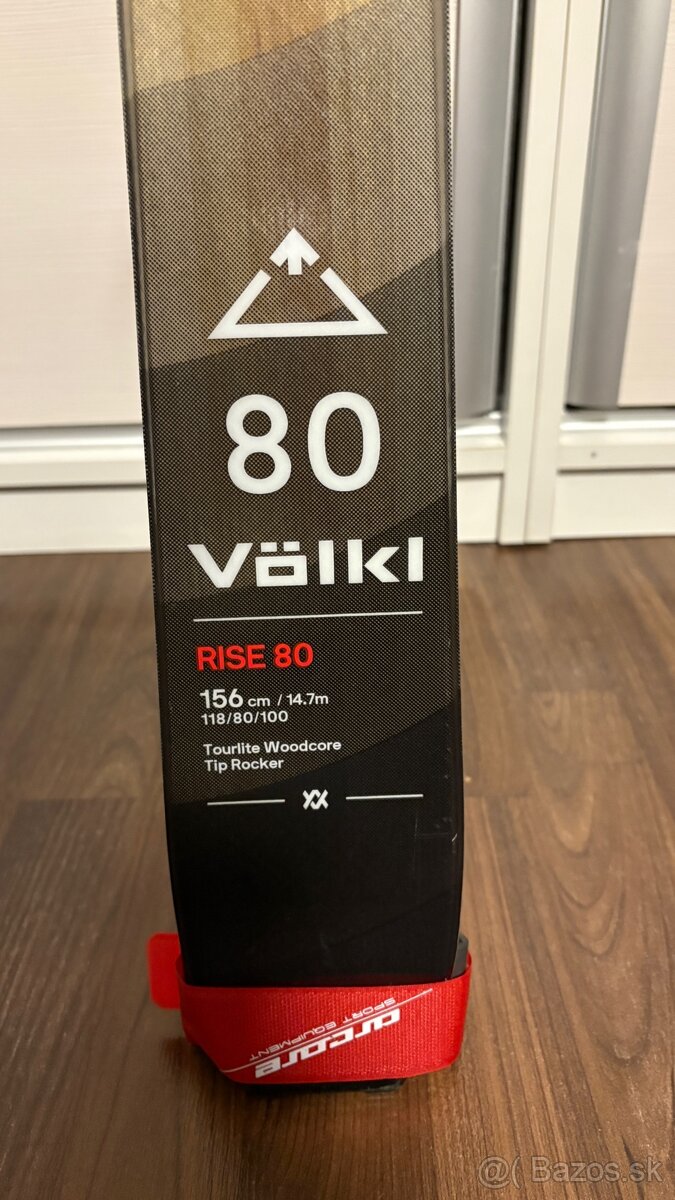 80
Völkl
RISE 80
156 cm / 14.7m
118/80/100
Tourlite Woodcore
Tip Rocker
arcore
SPORT EQUIPMENT
@( Bazos.sk